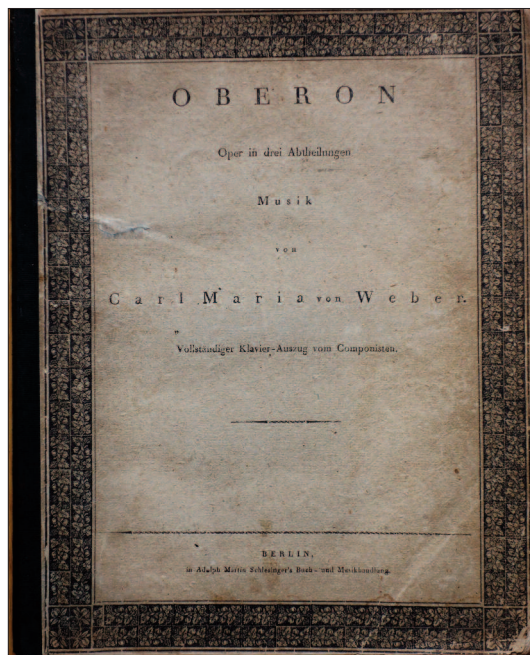 OBERON
Oper in drei Abtheilungen
Musik
von
Carl Maria von Weber.
Vollständiger Klavier-Auszug vom Componisten.
BERLIN,
in Adolph Martin Schlesinger's Buch- und Musikhandlung.